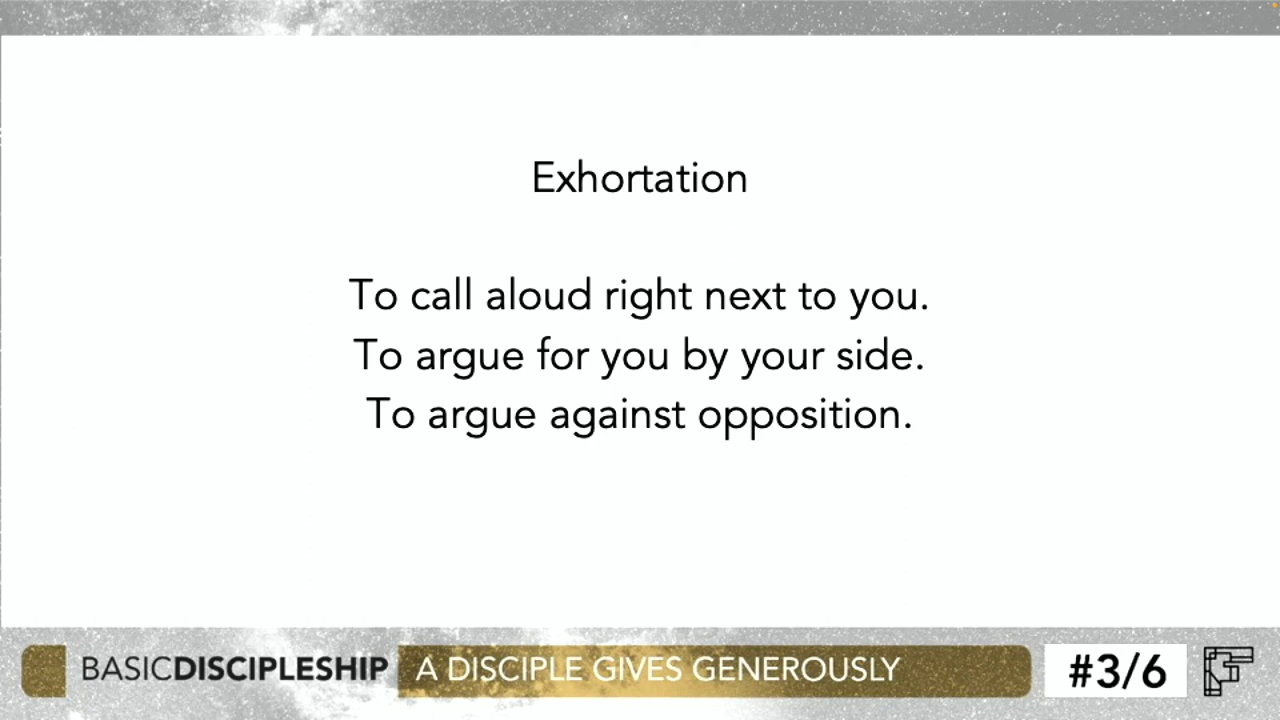 Exhortation
To call aloud right next to you.
To argue for you by your side.
To argue against opposition.
BASICDISCIPLESHIP A DISCIPLE GIVES GENEROUSLY #3/6